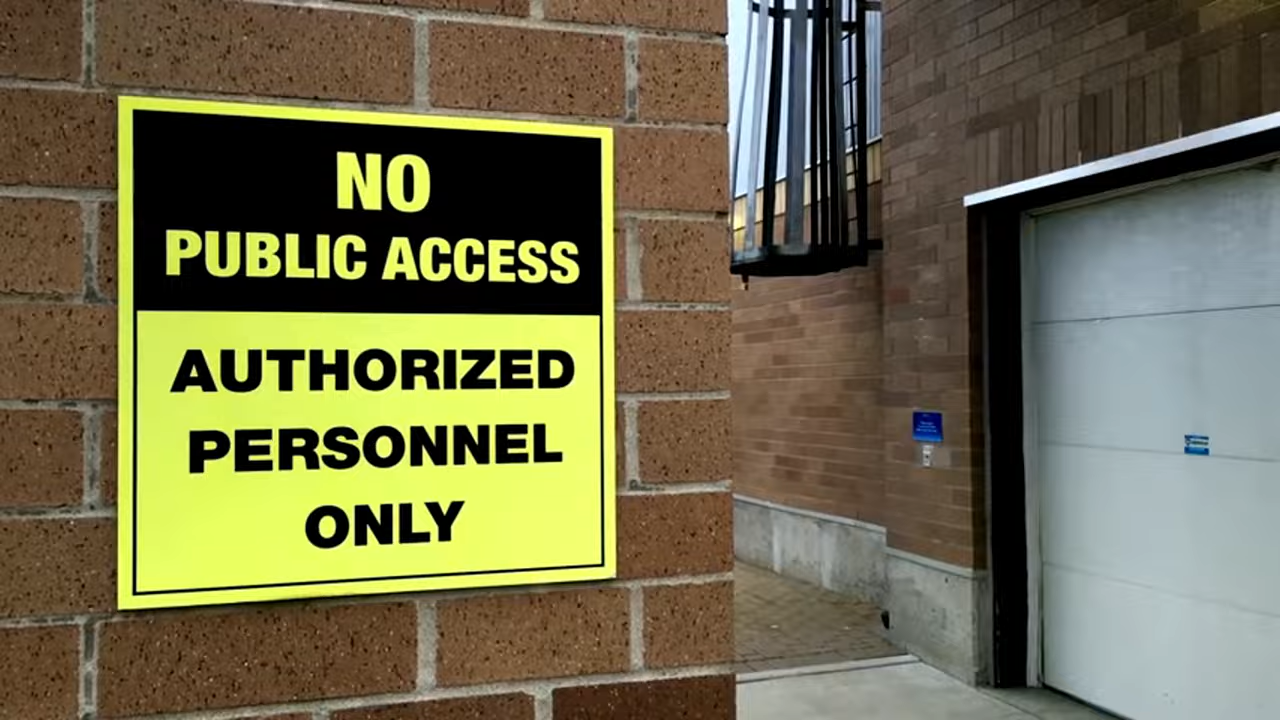 NO
PUBLIC ACCESS
AUTHORIZED
PERSONNEL
ONLY